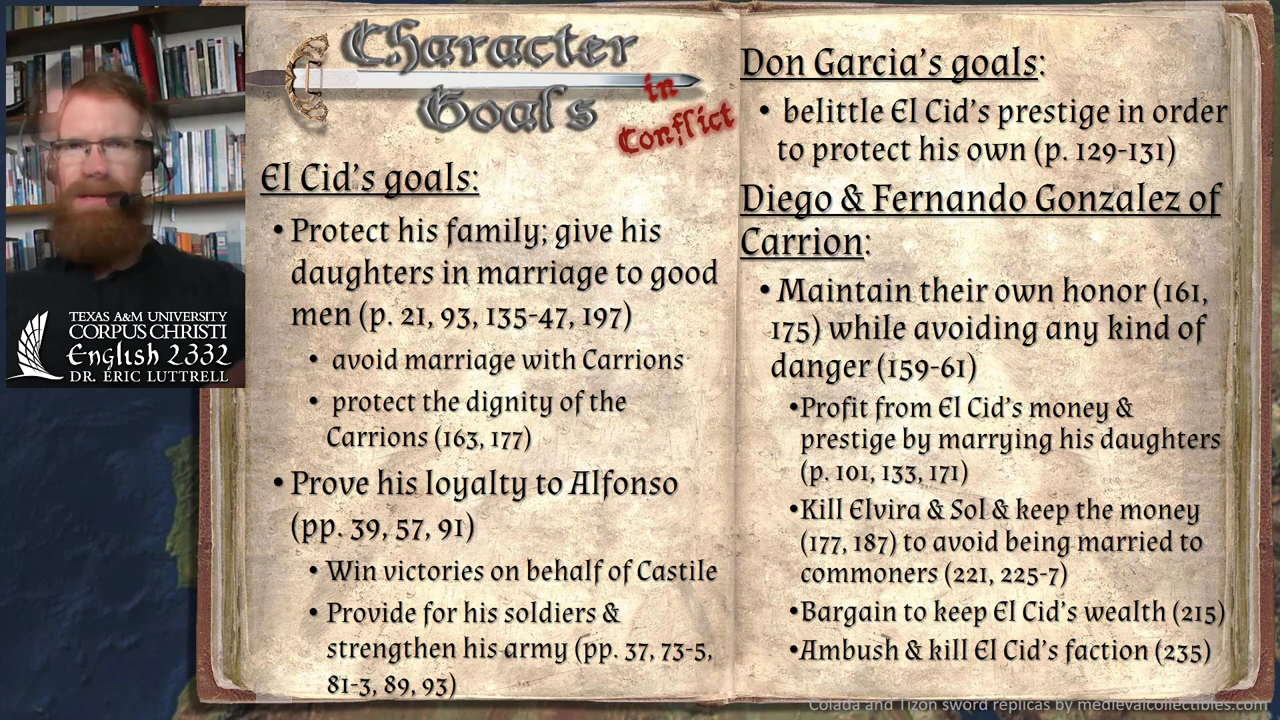 Character
Goals
in
Conflict
El Cid's goals:
• Protect his family; give his
daughters in marriage to good
men (p. 21, 93, 135-47, 197)
• avoid marriage with Carrions
• protect the dignity of the
Carrions (163, 177)
• Prove his loyalty to Alfonso
(pp. 39, 57, 91)
• Win victories on behalf of Castile
• Provide for his soldiers &
strengthen his army (pp. 37, 73-5,
81-3, 89, 93)
Don Garcia's goals:
• belittle El Cid's prestige in order
to protect his own (p. 129-131)
Diego & Fernando Gonzalez of
Carrion:
• Maintain their own honor (161,
175) while avoiding any kind of
danger (159-61)
•Profit from El Cid's money &
prestige by marrying his daughters
(p. 101, 133, 171)
•Kill Elvira & Sol & keep the money
(177, 187) to avoid being married to
commoners (221, 225-7)
•Bargain to keep El Cid's wealth (215)
•Ambush & kill El Cid's faction (235)
TEXAS A&M UNIVERSITY
CORPUS CHRISTI
English 2332
DR. ERIC LUTTRELL
Colada and Tizon sword replicas by medievalcollectibles.com